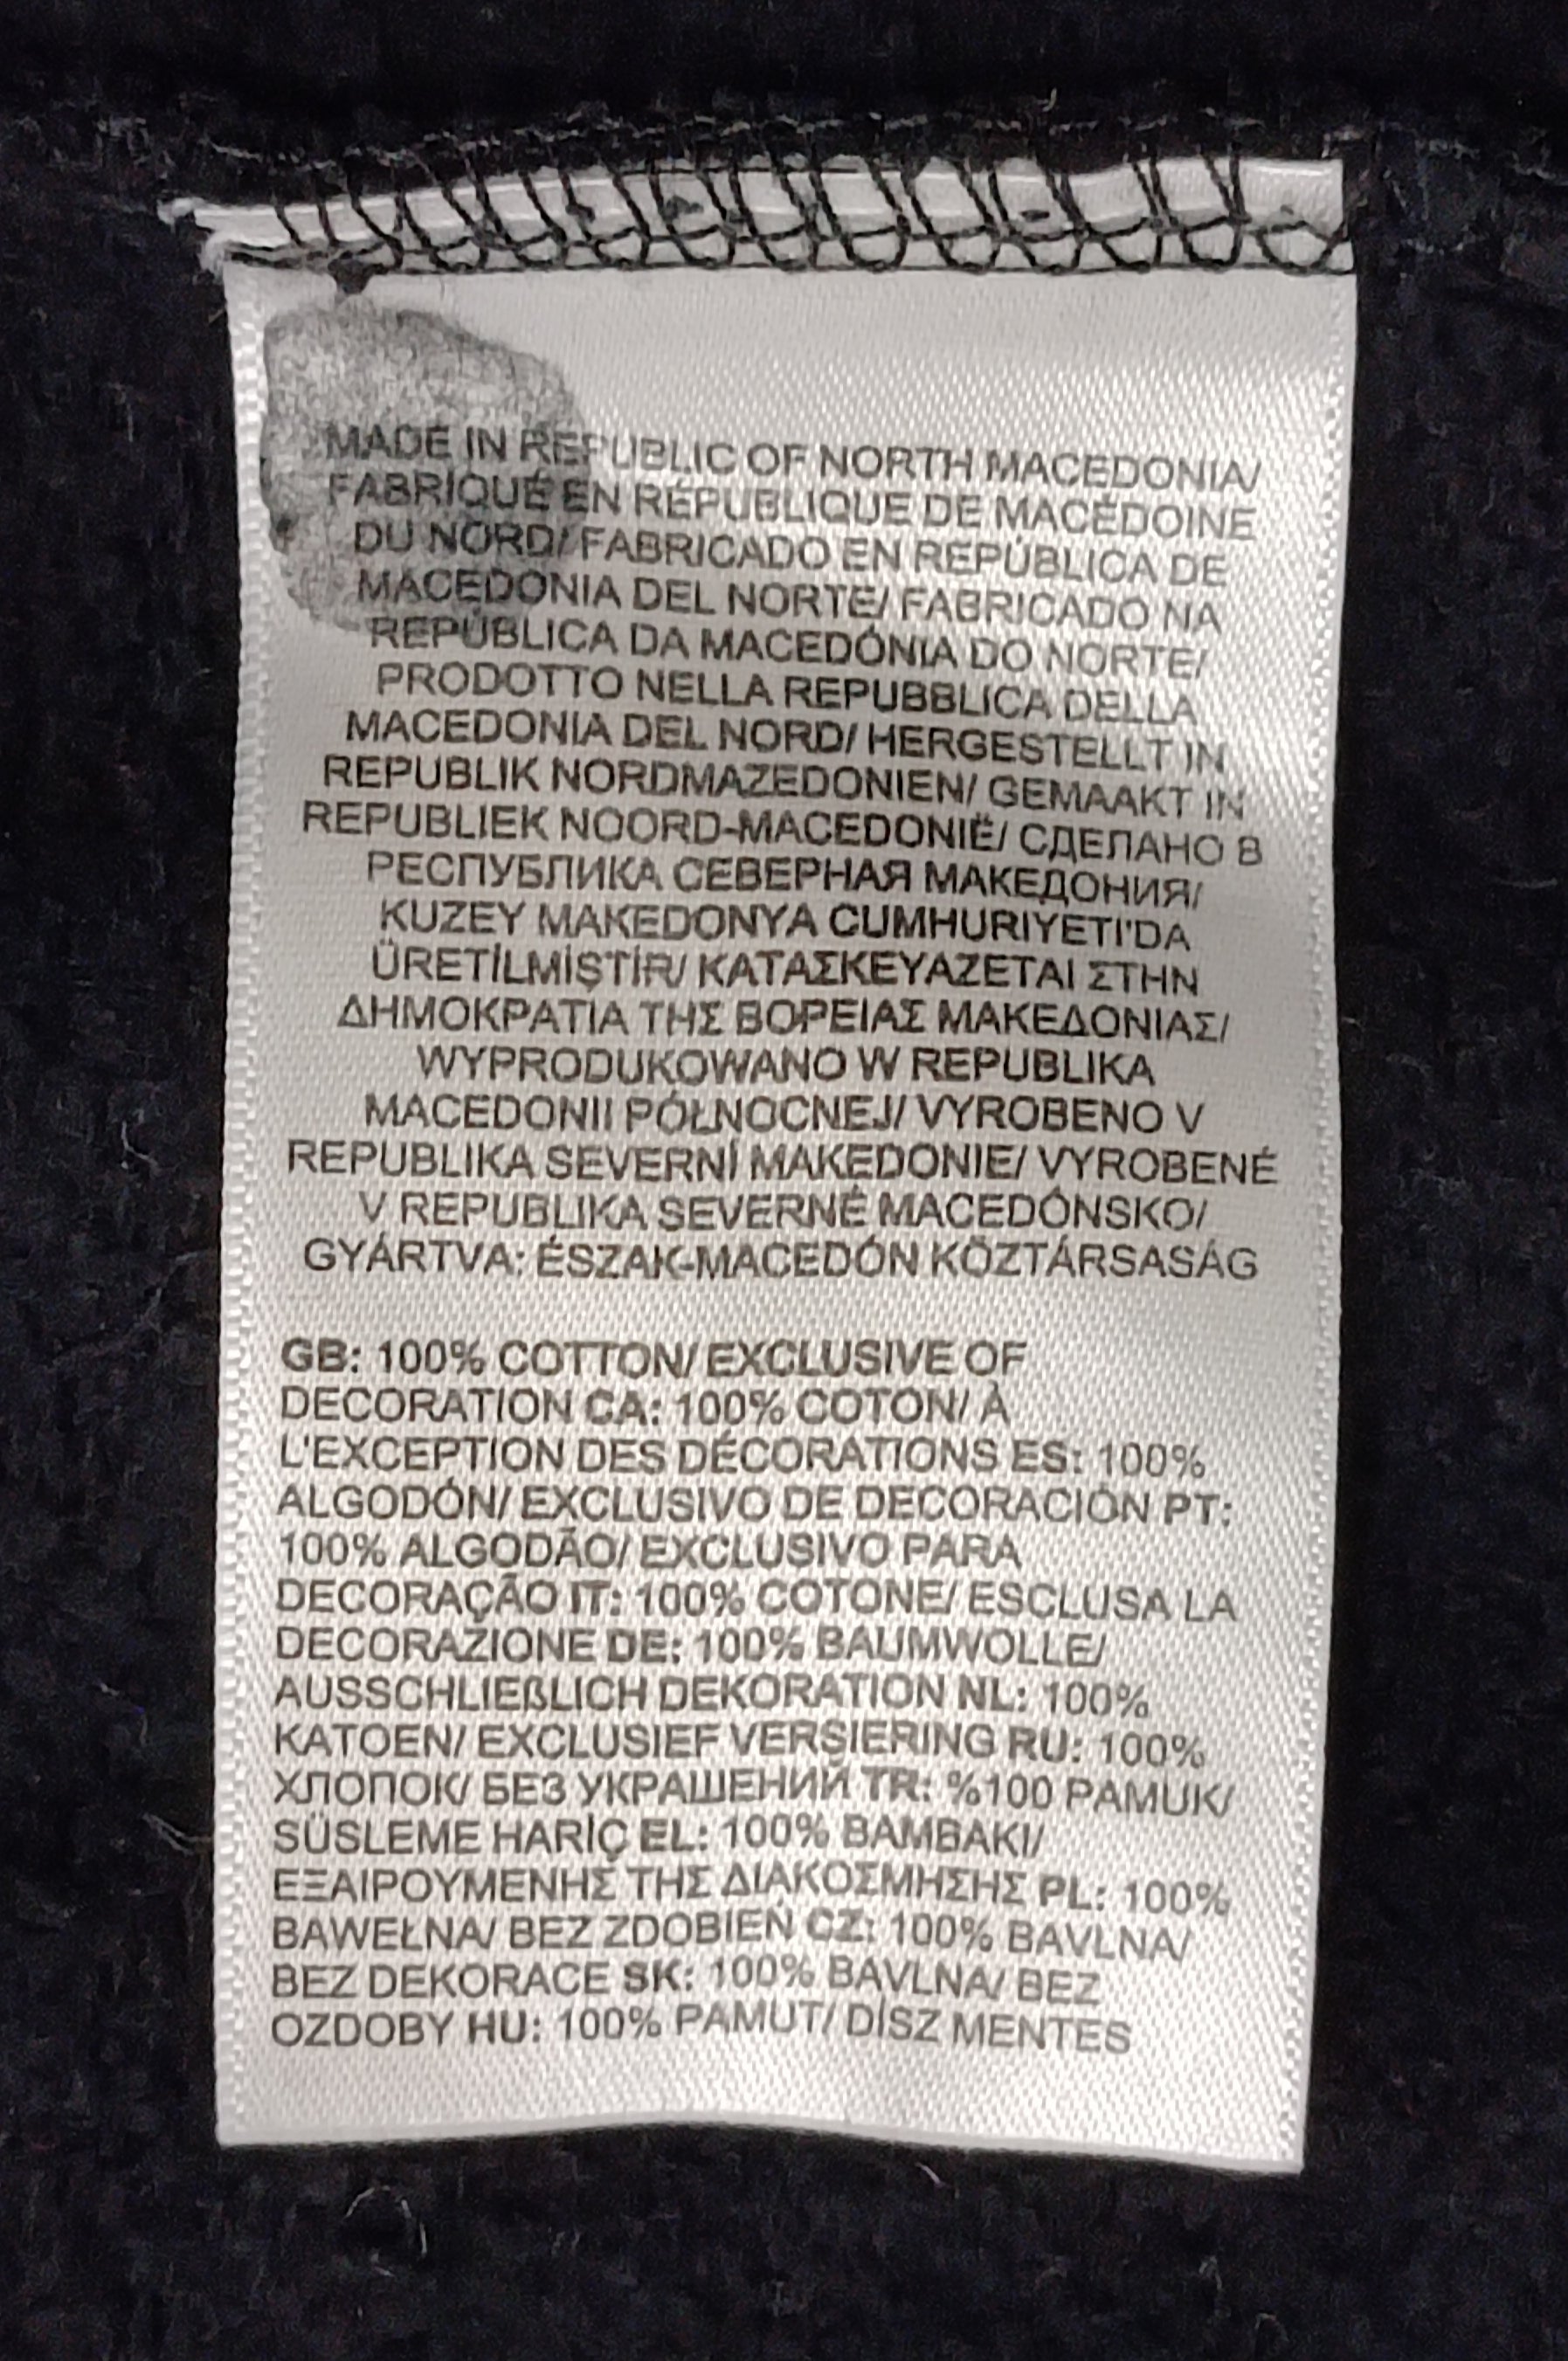 MADE IN REPUBLIC OF NORTH MACEDONIA/
FABRIQUÉ EN RÉPUBLIQUE DE MACÉDOINE
DU NORD/ FABRICADO EN REPÚBLICA DE
MACEDONIA DEL NORTE/ FABRICADO NA
REPÚBLICA DA MACEDÓNIA DO NORTE/
PRODOTTO NELLA REPUBBLICA DELLA
MACEDONIA DEL NORD/ HERGESTELLT IN
REPUBLIK NORDMAZEDONIEN/ GEMAAKT IN
REPUBLIEK NOORD-MACEDONIË/ СДЕЛАНО В
РЕСПУБЛИКА СЕВЕРНАЯ МАКЕДОНИЯ/
KUZEY MAKEDONYA CUMHURIYETI'DA
ÜRETİLMİŞTİR/ ΚΑΤΑΣΚΕΥΑΖΕΤΑΙ ΣΤΗΝ
ΔΗΜΟΚΡΑΤΙΑ ΤΗΣ ΒΟΡΕΙΑΣ ΜΑΚΕΔΟΝΙΑΣ/
WYPRODUKOWANO W REPUBLIKA
MACEDONII PÓŁNOCNEJ/ VYROBENO V
REPUBLIKA SEVERNÍ MAKEDONIE/ VYROBENÉ
V REPUBLIKA SEVERNÉ MACEDÓNSKO/
GYÁRTVA: ÉSZAK-MACEDÓN KÖZTÁRSASÁG
GB: 100% COTTON/ EXCLUSIVE OF
DECORATION CA: 100% COTON/ À
L'EXCEPTION DES DÉCORATIONS ES: 100%
ALGODÓN/ EXCLUSIVO DE DECORACIÓN PT:
100% ALGODÃO/ EXCLUSIVO PARA
DECORAÇÃO IT: 100% COTONE/ ESCLUSA LA
DECORAZIONE DE: 100% BAUMWOLLE/
AUSSCHLIEßLICH DEKORATION NL: 100%
KATOEN/ EXCLUSIEF VERSIERING RU: 100%
ХЛОПОК/ БЕЗ УКРАШЕНИЙ TR: %100 PAMUK/
SÜSLEME HARİÇ EL: 100% ΒΑΜΒΑΚΙ/
ΕΞΑΙΡΟΥΜΕΝΗΣ ΤΗΣ ΔΙΑΚΟΣΜΗΣΗΣ PL: 100%
BAWEŁNA/ BEZ ZDOBIEŃ CZ: 100% BAVLNA/
BEZ DEKORACE SK: 100% BAVLNA/ BEZ
OZDOBY HU: 100% PAMUT/ DÍSZ MENTES